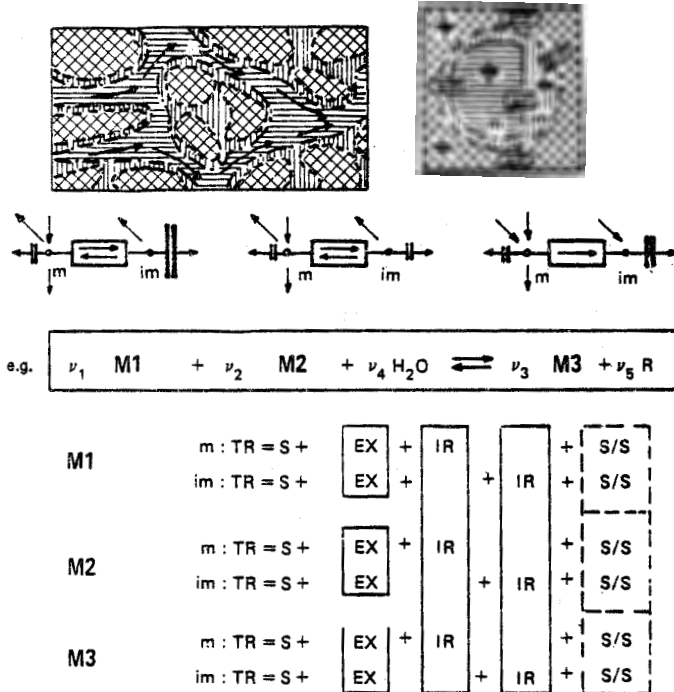 m im m im m im
e.g. ν₁ M1 + ν₂ M2 + ν₄ H₂O ⇌ ν₃ M3 + ν₅ R
M1 m : TR = S + EX + IR + S/S
im : TR = S + EX + + IR + S/S
M2 m : TR = S + EX + IR + S/S
im : TR = S + EX + IR + S/S
M3 m : TR = S + EX + IR + S/S
im : TR = S + EX + IR + S/S